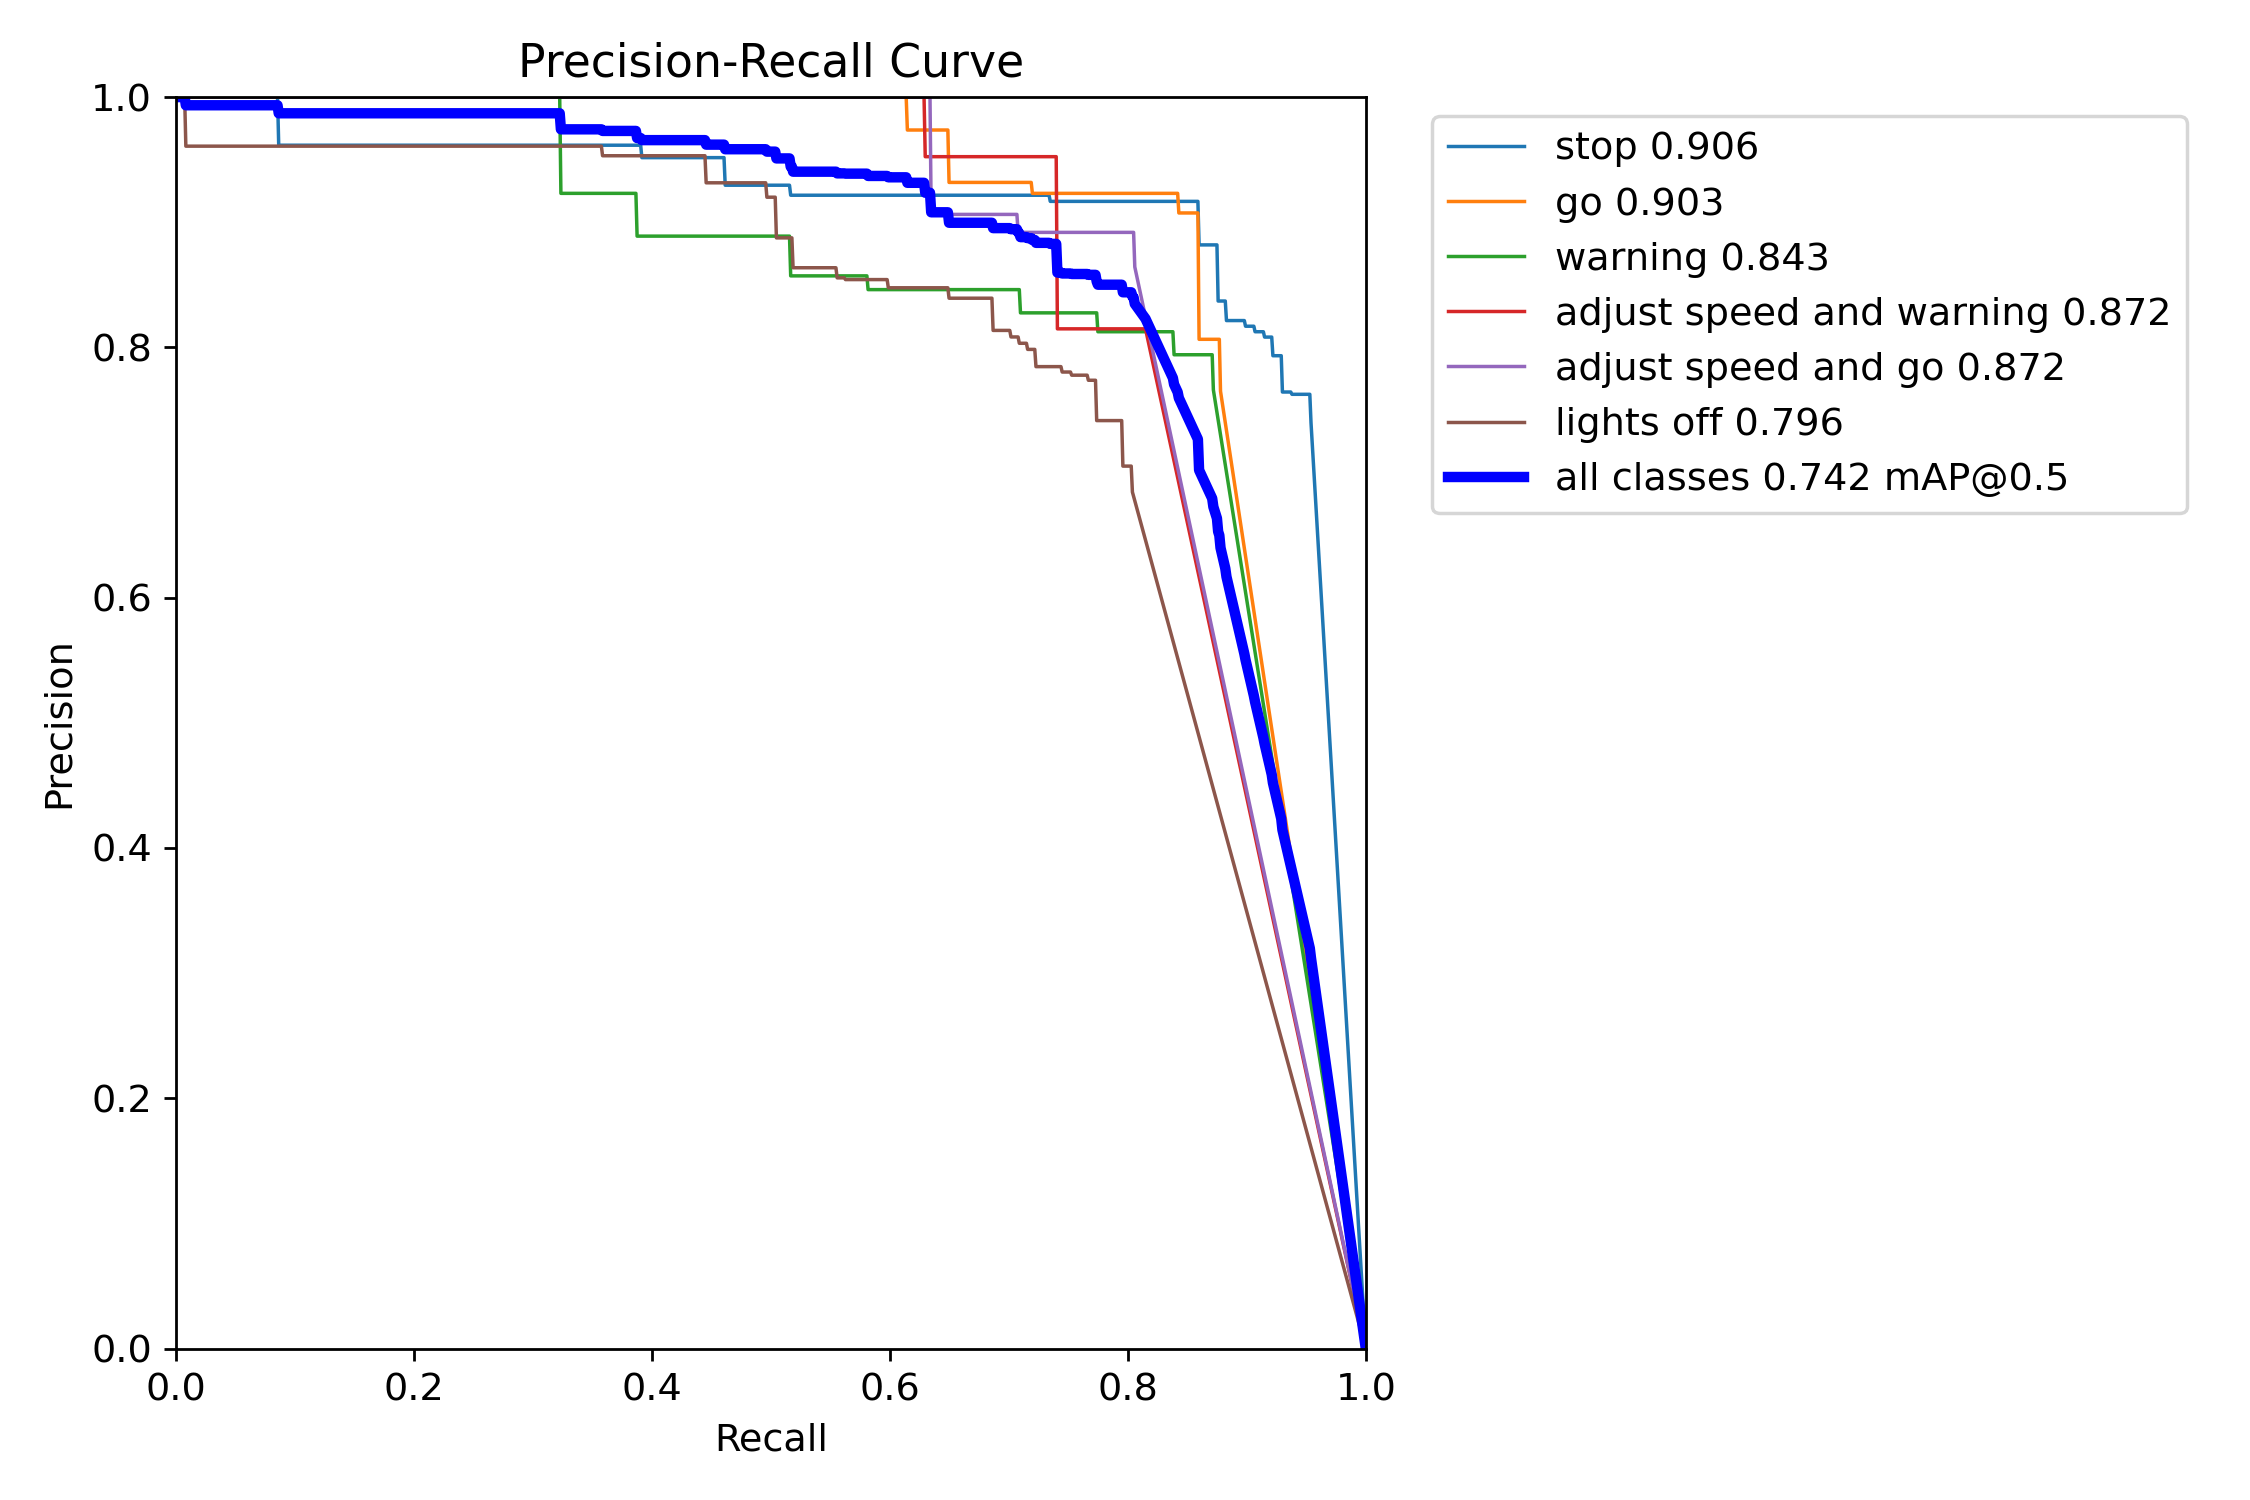 Precision-Recall Curve
1.0
0.8
0.6
0.4
0.2
0.0
Precision
0.0 0.2 0.4 0.6 0.8 1.0
Recall
stop 0.906
go 0.903
warning 0.843
adjust speed and warning 0.872
adjust speed and go 0.872
lights off 0.796
all classes 0.742 mAP@0.5